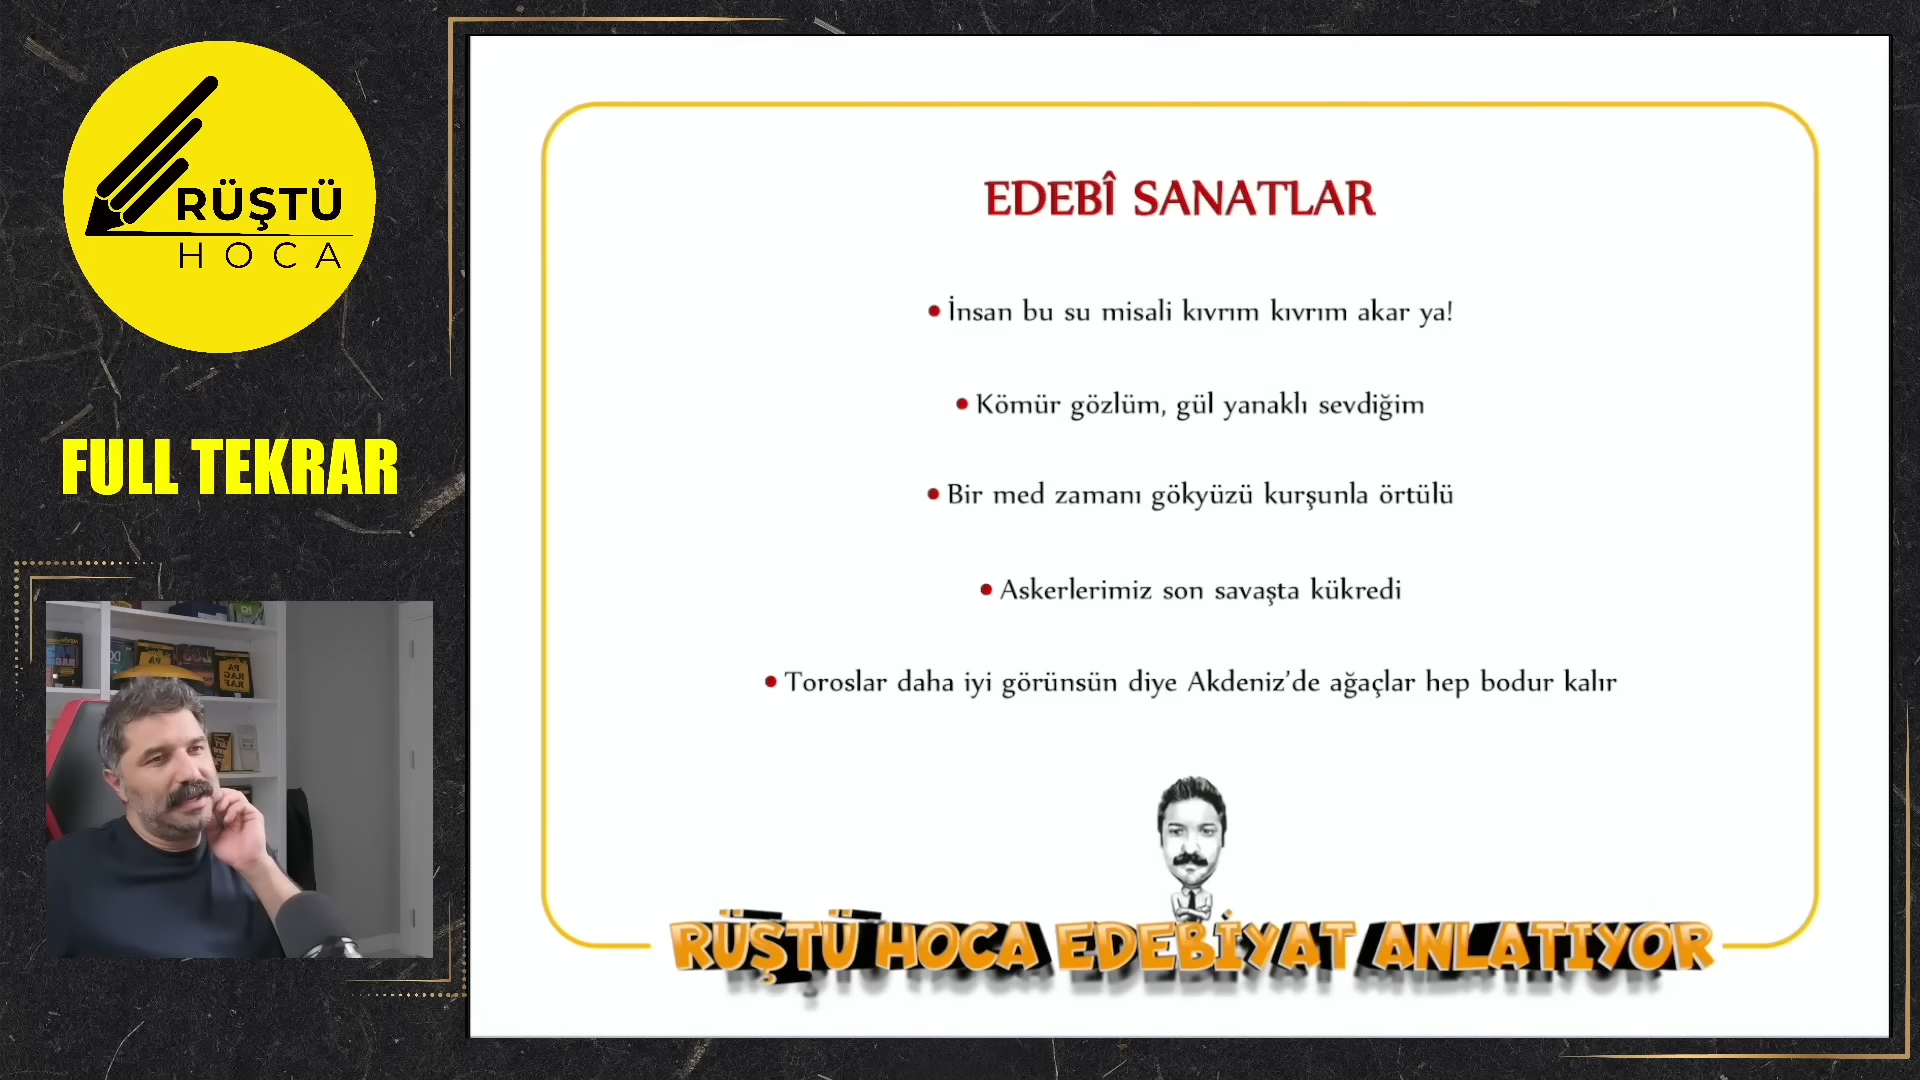 RÜŞTÜ
HOCA
FULL TEKRAR
EDEBÎ SANATLAR
• İnsan bu su misali kıvrım kıvrım akar ya!
• Kömür gözlüm, gül yanaklı sevdiğim
• Bir med zamanı gökyüzü kurşunla örtülü
• Askerlerimiz son savaşta kükredi
• Toroslar daha iyi görünsün diye Akdeniz'de ağaçlar hep bodur kalır
RÜŞTÜ HOCA EDEBİYAT ANLATIYOR